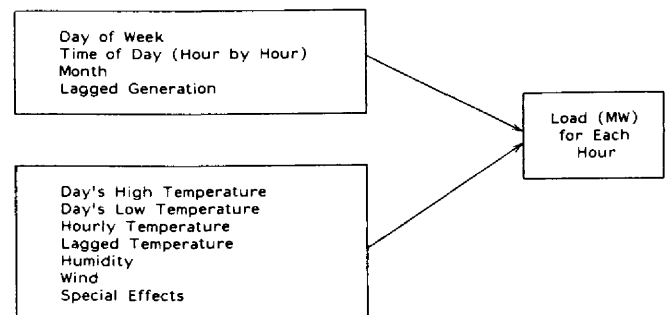 Day of Week
Time of Day (Hour by Hour)
Month
Lagged Generation
Load (MW)
for Each
Hour
Day's High Temperature
Day's Low Temperature
Hourly Temperature
Lagged Temperature
Humidity
Wind
Special Effects